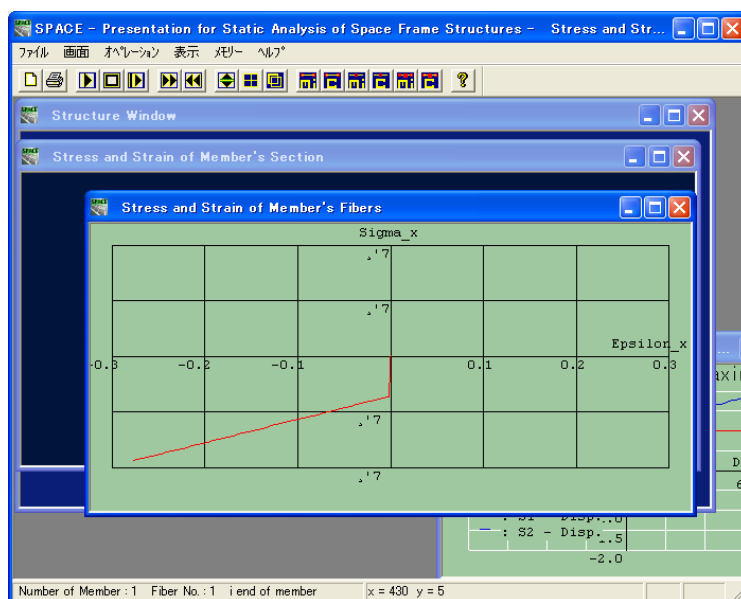 SPACE - Presentation for Static Analysis of Space Frame Structures - Stress and Str...
ファイル 画面 オペレーション 表示 メモリー ヘルプ
Structure Window
Stress and Strain of Member's Section
Stress and Strain of Member's Fibers
Sigma_x
Epsilon_x
-0.3 -0.2 -0.1 0.1 0.2 0.3
: S2 - Disp.
-2.0
Number of Member : 1 Fiber No. : 1 i end of member x = 430 y = 5